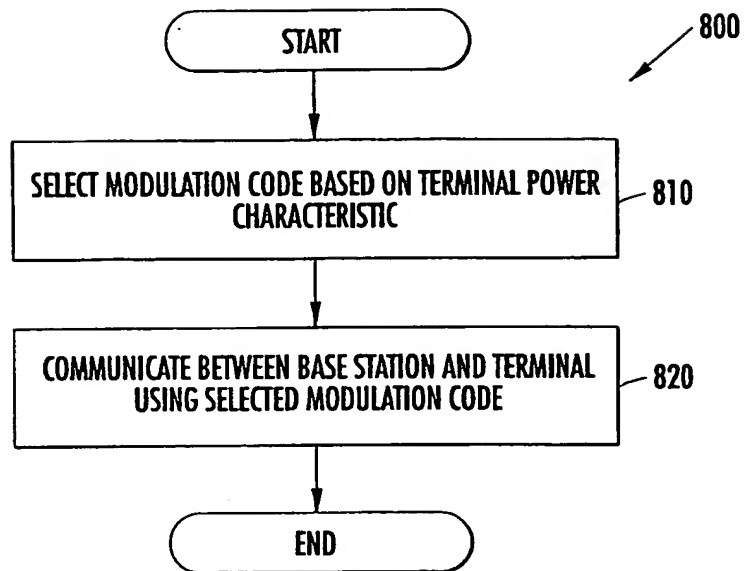 START
800
SELECT MODULATION CODE BASED ON TERMINAL POWER
CHARACTERISTIC
810
COMMUNICATE BETWEEN BASE STATION AND TERMINAL
USING SELECTED MODULATION CODE
820
END